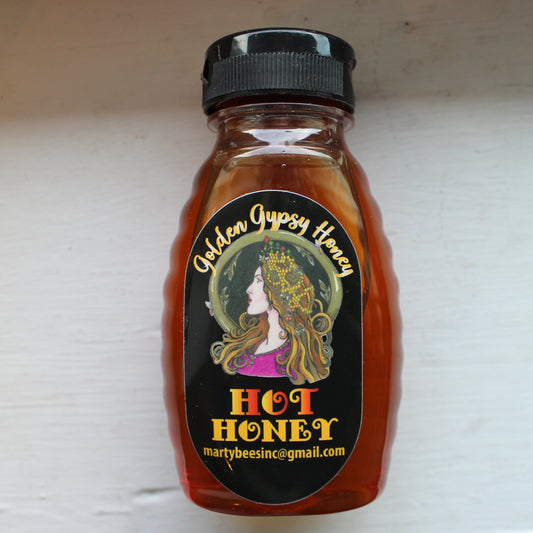 Golden Gypsy Honey
HOT
HONEY
martybeesinc@gmail.com